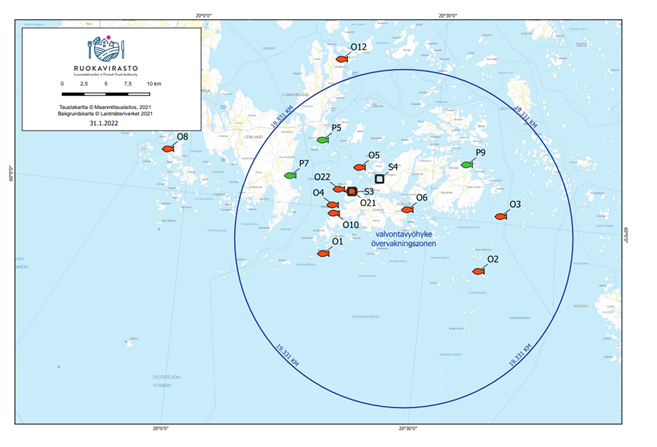 20°0'0"
20°30'0"
RUOKAVIRASTO
Livsmedelsverket • Finnish Food Authority
0 2,5 5 7,5 10 km
Taustakartta © Maanmittauslaitos, 2021
Bakgrundskarta © Lantmäteriverket 2021
31.1.2022
O12
19.331 KM
19.331 KM
P5
O8
O5
S4
P9
P7
60°0'0"
O22
S3
O4
O21
O6
O3
O10
valvontavyöhyke
övervakningszonen
60°0'0"
O1
O2
19.331 KM
19.331 KM
20°0'0"
20°30'0"